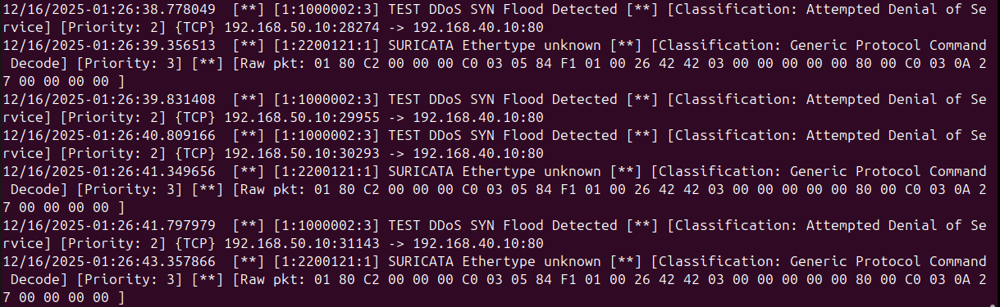 12/16/2025-01:26:38.778049  [**] [1:1000002:3] TEST DDoS SYN Flood Detected [**] [Classification: Attempted Denial of Se
rvice] [Priority: 2] {TCP} 192.168.50.10:28274 -> 192.168.40.10:80
12/16/2025-01:26:39.356513  [**] [1:2200121:1] SURICATA Ethertype unknown [**] [Classification: Generic Protocol Command
 Decode] [Priority: 3] [**] [Raw pkt: 01 80 C2 00 00 00 C0 03 05 84 F1 01 00 26 42 42 03 00 00 00 00 00 80 00 C0 03 0A 2
7 00 00 00 00 ]
12/16/2025-01:26:39.831408  [**] [1:1000002:3] TEST DDoS SYN Flood Detected [**] [Classification: Attempted Denial of Se
rvice] [Priority: 2] {TCP} 192.168.50.10:29955 -> 192.168.40.10:80
12/16/2025-01:26:40.809166  [**] [1:1000002:3] TEST DDoS SYN Flood Detected [**] [Classification: Attempted Denial of Se
rvice] [Priority: 2] {TCP} 192.168.50.10:30293 -> 192.168.40.10:80
12/16/2025-01:26:41.349656  [**] [1:2200121:1] SURICATA Ethertype unknown [**] [Classification: Generic Protocol Command
 Decode] [Priority: 3] [**] [Raw pkt: 01 80 C2 00 00 00 C0 03 05 84 F1 01 00 26 42 42 03 00 00 00 00 00 80 00 C0 03 0A 2
7 00 00 00 00 ]
12/16/2025-01:26:41.797979  [**] [1:1000002:3] TEST DDoS SYN Flood Detected [**] [Classification: Attempted Denial of Se
rvice] [Priority: 2] {TCP} 192.168.50.10:31143 -> 192.168.40.10:80
12/16/2025-01:26:43.357866  [**] [1:2200121:1] SURICATA Ethertype unknown [**] [Classification: Generic Protocol Command
 Decode] [Priority: 3] [**] [Raw pkt: 01 80 C2 00 00 00 C0 03 05 84 F1 01 00 26 42 42 03 00 00 00 00 00 80 00 C0 03 0A 2
7 00 00 00 00 ]